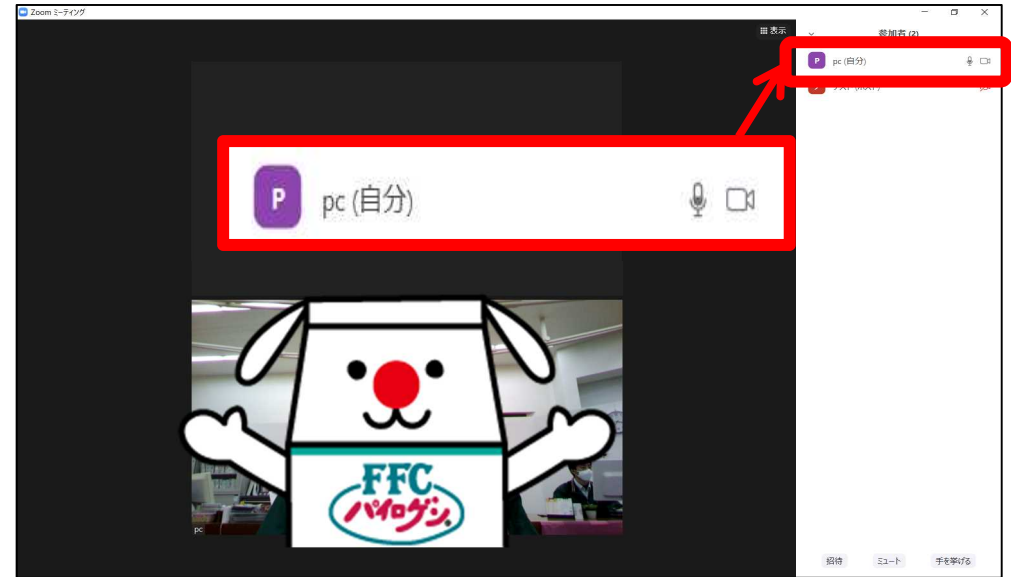 Zoom ミーティング
表示
参加者 (2)
P pc (自分)
P pc (自分)
FFC
パイロゲン
pc
招待 ミュート 手を挙げる